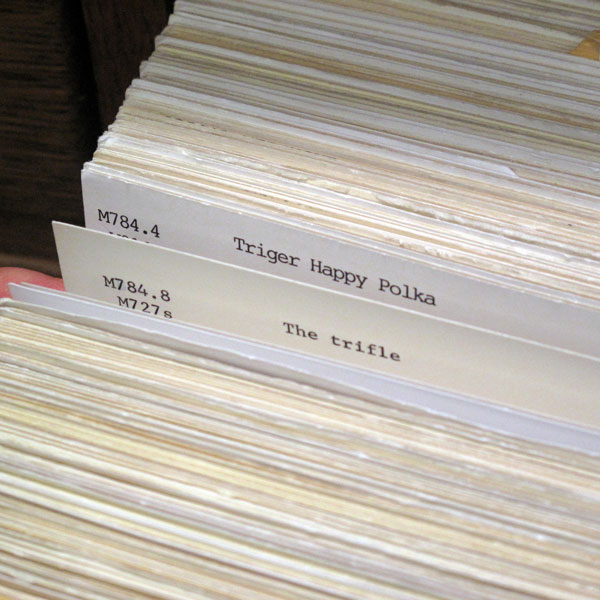 M784.4
Triger Happy Polka
M784.8
M727s
The trifle